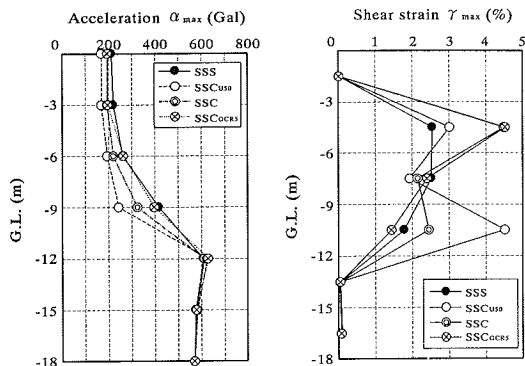 Acceleration α max (Gal)
0 200 400 600 800
0
-3
-6
-9
-12
-15
-18
G.L. (m)
SSS
SSCU50
SSC
SSCOCR5
Shear strain γ max (%)
0 1 2 3 4 5
0
-3
-6
-9
-12
-15
-18
G.L. (m)
SSS
SSCU50
SSC
SSCOCR5